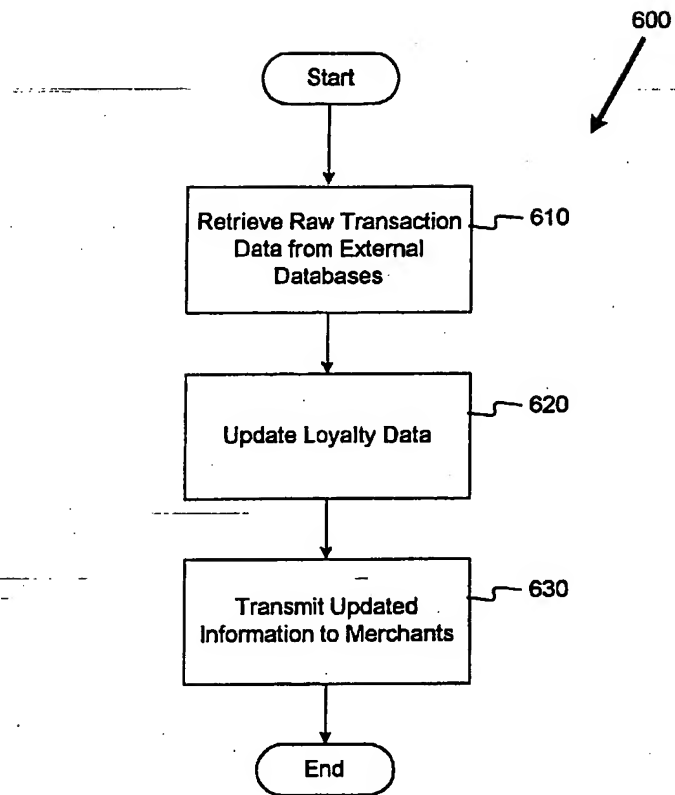 600
Start
Retrieve Raw Transaction
Data from External
Databases
610
Update Loyalty Data
620
Transmit Updated
Information to Merchants
630
End